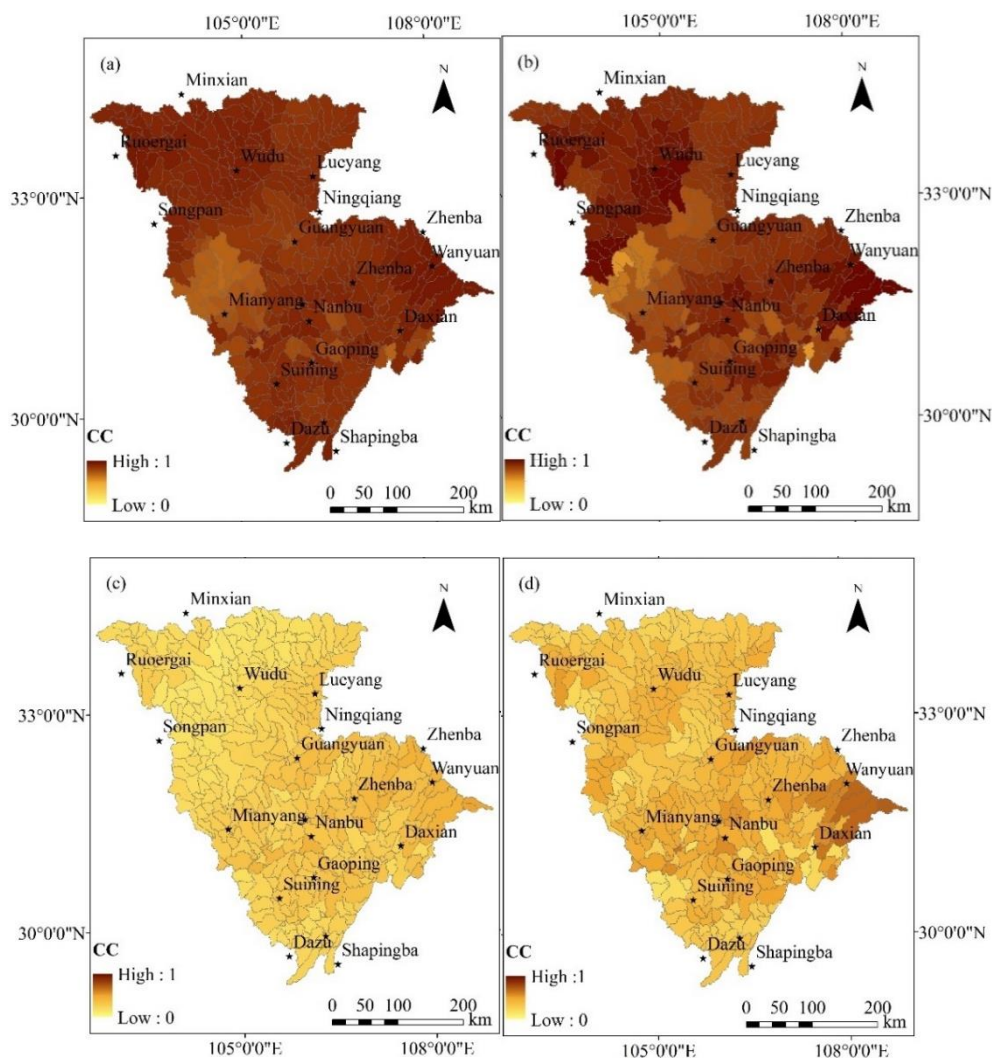 105°0'0"E 108°0'0"E 105°0'0"E 108°0'0"E
(a)
N
Minxian
Ruoergai
Wudu
Lueyang
33°0'0"N
Ningqiang
Songpan
Zhenba
Guangyuan
Wanyuan
Zhenba
Mianyang
Nanbu
Daxian
Gaoping
Suining
30°0'0"N
Dazu
Shapingba
CC
High : 1
Low : 0
0 50 100 200
km
(b)
N
Minxian
Ruoergai
Wudu
Lueyang
33°0'0"N
Ningqiang
Songpan
Zhenba
Guangyuan
Wanyuan
Zhenba
Mianyang
Nanbu
Daxian
Gaoping
Suining
30°0'0"N
Dazu
Shapingba
CC
High : 1
Low : 0
0 50 100 200
km
(c)
N
Minxian
Ruoergai
Wudu
Lueyang
33°0'0"N
Ningqiang
Songpan
Zhenba
Guangyuan
Wanyuan
Zhenba
Mianyang
Nanbu
Daxian
Gaoping
Suining
30°0'0"N
Dazu
Shapingba
CC
High : 1
Low : 0
0 50 100 200
km
(d)
N
Minxian
Ruoergai
Wudu
Lueyang
33°0'0"N
Ningqiang
Songpan
Zhenba
Guangyuan
Wanyuan
Zhenba
Mianyang
Nanbu
Daxian
Gaoping
Suining
30°0'0"N
Dazu
Shapingba
CC
High : 1
Low : 0
0 50 100 200
km
105°0'0"E 108°0'0"E 105°0'0"E 108°0'0"E